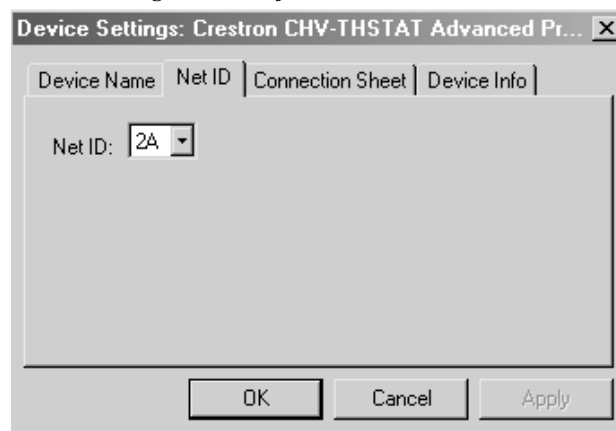 Device Settings: Crestron CHV-THSTAT Advanced Pr...
Device Name Net ID Connection Sheet Device Info
Net ID: 2A
OK Cancel Apply